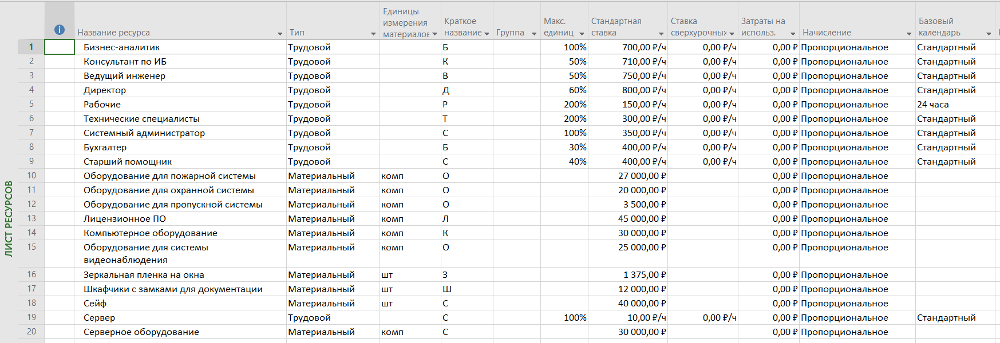 ЛИСТ РЕСУРСОВ
Название ресурса Тип Единицы измерения материалов Краткое название Группа Макс. единиц Стандартная ставка Ставка сверхурочных Затраты на использ. Начисление Базовый календарь
1 Бизнес-аналитик Трудовой Б 100% 700,00 ₽/ч 0,00 ₽/ч 0,00 ₽ Пропорциональное Стандартный
2 Консультант по ИБ Трудовой К 50% 710,00 ₽/ч 0,00 ₽/ч 0,00 ₽ Пропорциональное Стандартный
3 Ведущий инженер Трудовой В 50% 750,00 ₽/ч 0,00 ₽/ч 0,00 ₽ Пропорциональное Стандартный
4 Директор Трудовой Д 60% 800,00 ₽/ч 0,00 ₽/ч 0,00 ₽ Пропорциональное Стандартный
5 Рабочие Трудовой Р 200% 150,00 ₽/ч 0,00 ₽/ч 0,00 ₽ Пропорциональное 24 часа
6 Технические специалисты Трудовой Т 200% 300,00 ₽/ч 0,00 ₽/ч 0,00 ₽ Пропорциональное Стандартный
7 Системный администратор Трудовой С 100% 350,00 ₽/ч 0,00 ₽/ч 0,00 ₽ Пропорциональное Стандартный
8 Бухгалтер Трудовой Б 30% 400,00 ₽/ч 0,00 ₽/ч 0,00 ₽ Пропорциональное Стандартный
9 Старший помощник Трудовой С 40% 400,00 ₽/ч 0,00 ₽/ч 0,00 ₽ Пропорциональное Стандартный
10 Оборудование для пожарной системы Материальный комп О 27 000,00 ₽ 0,00 ₽ Пропорциональное
11 Оборудование для охранной системы Материальный комп О 20 000,00 ₽ 0,00 ₽ Пропорциональное
12 Оборудование для пропускной системы Материальный комп О 3 500,00 ₽ 0,00 ₽ Пропорциональное
13 Лицензионное ПО Материальный комп Л 45 000,00 ₽ 0,00 ₽ Пропорциональное
14 Компьютерное оборудование Материальный комп К 30 000,00 ₽ 0,00 ₽ Пропорциональное
15 Оборудование для системы Материальный комп О 25 000,00 ₽ 0,00 ₽ Пропорциональное
видеонаблюдения
16 Зеркальная пленка на окна Материальный шт З 1 375,00 ₽ 0,00 ₽ Пропорциональное
17 Шкафчики с замками для документации Материальный шт Ш 12 000,00 ₽ 0,00 ₽ Пропорциональное
18 Сейф Материальный шт С 40 000,00 ₽ 0,00 ₽ Пропорциональное
19 Сервер Трудовой С 100% 10,00 ₽/ч 0,00 ₽/ч 0,00 ₽ Пропорциональное Стандартный
20 Серверное оборудование Материальный комп С 30 000,00 ₽ 0,00 ₽ Пропорциональное